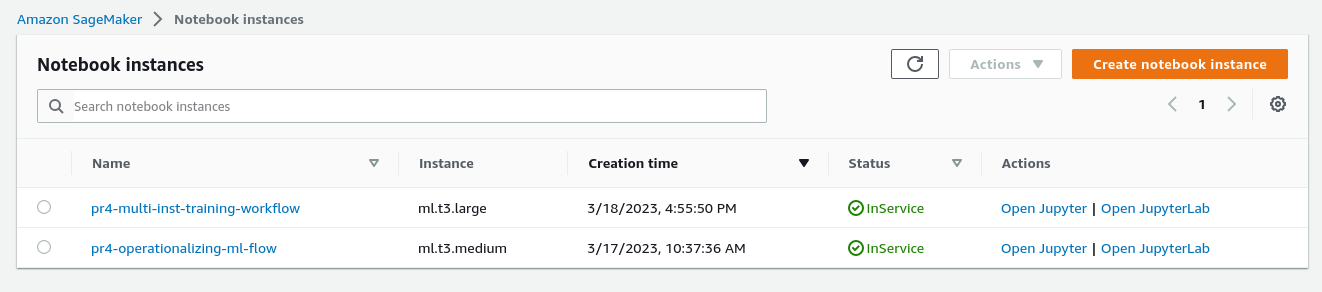 Amazon SageMaker > Notebook instances
Notebook instances Actions Create notebook instance
Search notebook instances 1
Name Instance Creation time Status Actions
pr4-multi-inst-training-workflow ml.t3.large 3/18/2023, 4:55:50 PM InService Open Jupyter | Open JupyterLab
pr4-operationalizing-ml-flow ml.t3.medium 3/17/2023, 10:37:36 AM InService Open Jupyter | Open JupyterLab